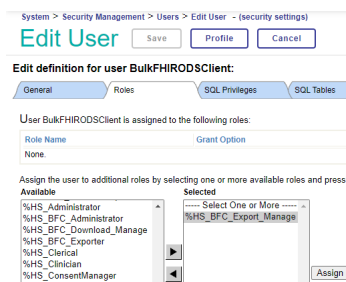 System > Security Management > Users > Edit User - (security settings)
Edit User Save Profile Cancel
Edit definition for user BulkFHIRODSClient:
General Roles SQL Privileges SQL Tables
User BulkFHIRODSClient is assigned to the following roles:
Role Name Grant Option
None.
Assign the user to additional roles by selecting one or more available roles and press
Available Selected
%HS_Administrator ----- Select One or More -----
%HS_BFC_Administrator %HS_BFC_Export_Manage
%HS_BFC_Download_Manage
%HS_BFC_Exporter
%HS_Clerical
%HS_Clinician
%HS_ConsentManager Assign